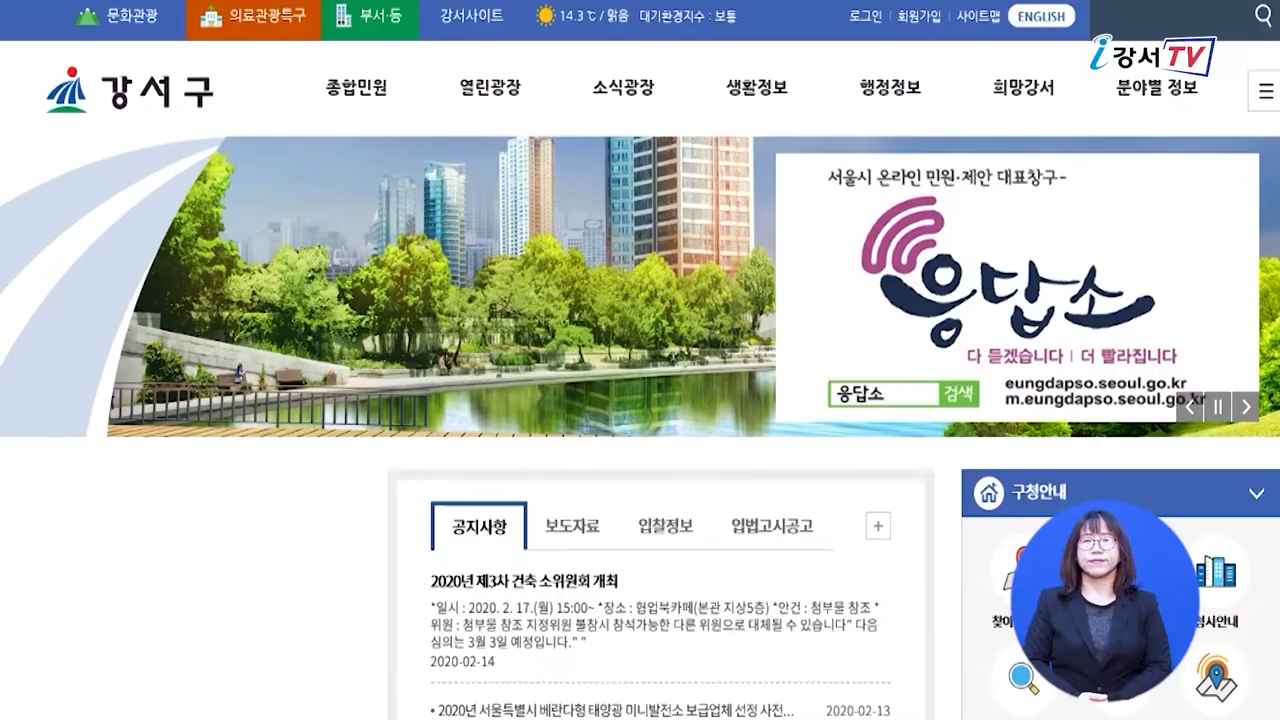 문화관광
의료관광특구
부서·동
강서사이트
14.3 ℃ / 맑음 대기환경지수 : 보통
로그인 회원가입 사이트맵 ENGLISH
i강서TV
강서구
종합민원 열린광장 소식광장 생활정보 행정정보 희망강서 분야별 정보
서울시 온라인 민원·제안 대표창구-
응답소
다 듣겠습니다 | 더 빨라집니다
응답소 검색
eungdapso.seoul.go.kr
m.eungdapso.seoul.go.kr
구청안내
공지사항 보도자료 입찰정보 입법고시공고 +
2020년 제3차 건축 소위원회 개최
*일시 : 2020. 2. 17.(월) 15:00~ *장소 : 협업북카페(본관 지상5층) *안건 : 첨부물 참조 *
위원 : 첨부물 참조 지정위원 불참시 참석가능한 다른 위원으로 대체될 수 있습니다" 다음
심의는 3월 3일 예정입니다." "
2020-02-14
• 2020년 서울특별시 베란다형 태양광 미니발전소 보급업체 선정 사전... 2020-02-13